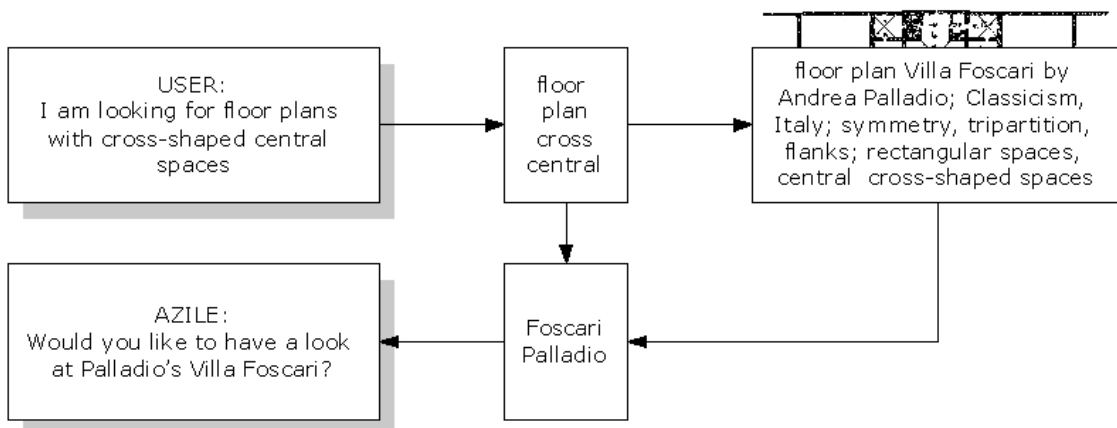 USER:
I am looking for floor plans
with cross-shaped central
spaces
floor
plan
cross
central
floor plan Villa Foscari by
Andrea Palladio; Classicism,
Italy; symmetry, tripartition,
flanks; rectangular spaces,
central cross-shaped spaces
AZILE:
Would you like to have a look
at Palladio's Villa Foscari?
Foscari
Palladio